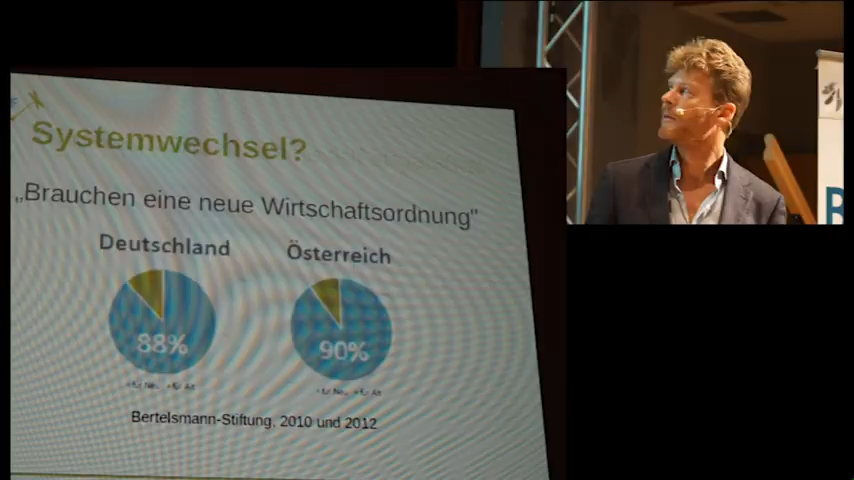 Systemwechsel?
„Brauchen eine neue Wirtschaftsordnung"
Deutschland
Österreich
88%
90%
Bertelsmann-Stiftung, 2010 und 2012
B